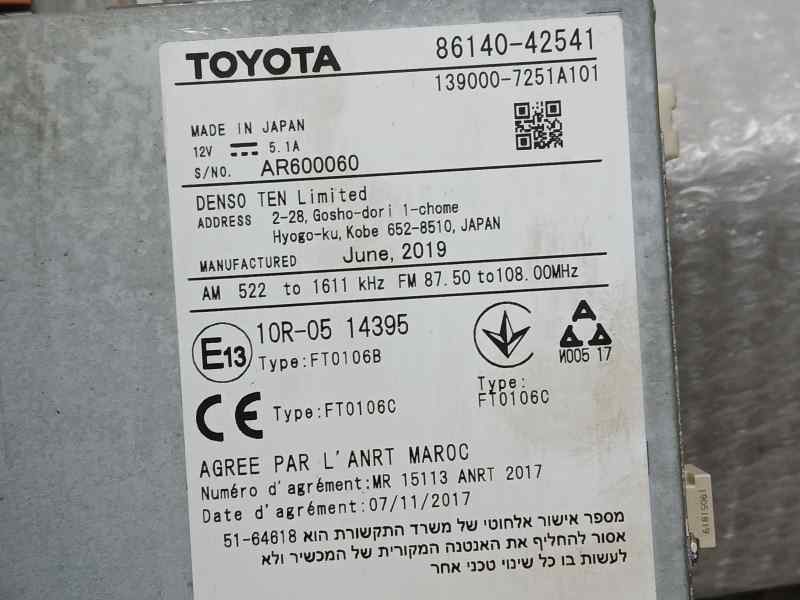 TOYOTA 86140-42541
139000-7251A101
MADE IN JAPAN
12V 5.1A
S/NO. AR600060
DENSO TEN Limited
ADDRESS 2-28, Gosho-dori 1-chome
Hyogo-ku, Kobe 652-8510, JAPAN
MANUFACTURED June, 2019
AM 522 to 1611 kHz FM 87.50 to 108.00MHz
E13 10R-05 14395
Type:FT0106B
И005 17
CE Type:FT0106C
Type:
FT0106C
AGREE PAR L'ANRT MAROC
Numéro d'agrément:MR 15113 ANRT 2017
Date d'agrément:07/11/2017
מספר אישור אלחוטי של משרד התקשורת הוא 51-64618
אסור להחליף את האנטנה המקורית של המכשיר ולא
לעשות בו כל שינוי טכני אחר